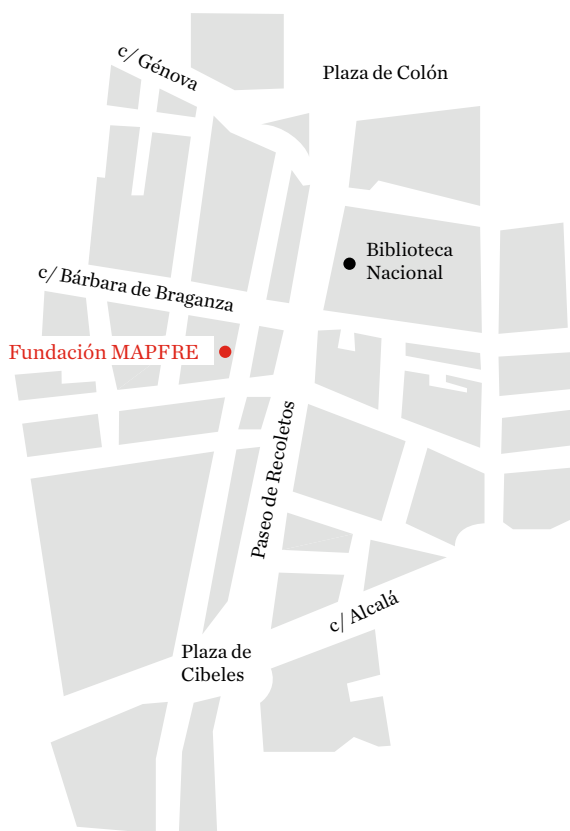 c/ Génova
Plaza de Colón
Biblioteca
Nacional
c/ Bárbara de Braganza
Fundación MAPFRE
Paseo de Recoletos
c/ Alcalá
Plaza de
Cibeles